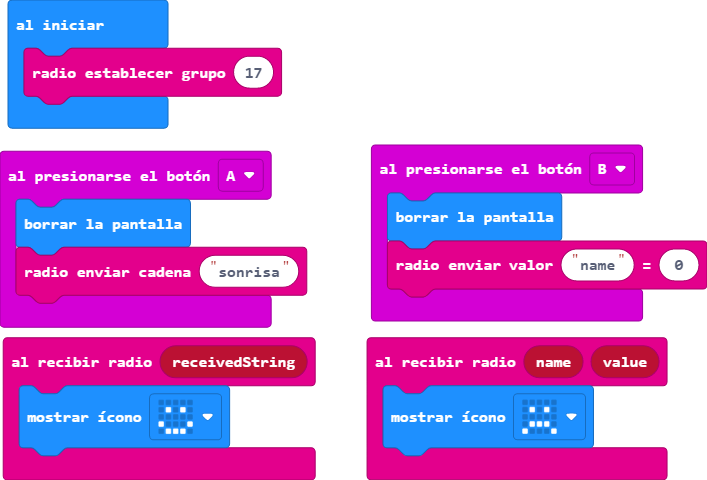 al iniciar
radio establecer grupo 17
al presionarse el botón A
borrar la pantalla
radio enviar cadena "sonrisa"
al presionarse el botón B
borrar la pantalla
radio enviar valor "name" = 0
al recibir radio receivedString
mostrar ícono
al recibir radio name value
mostrar ícono